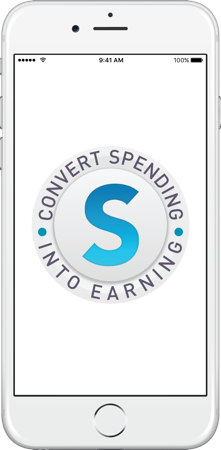 9:41 AM
100%
CONVERT SPENDING
S
INTO EARNING